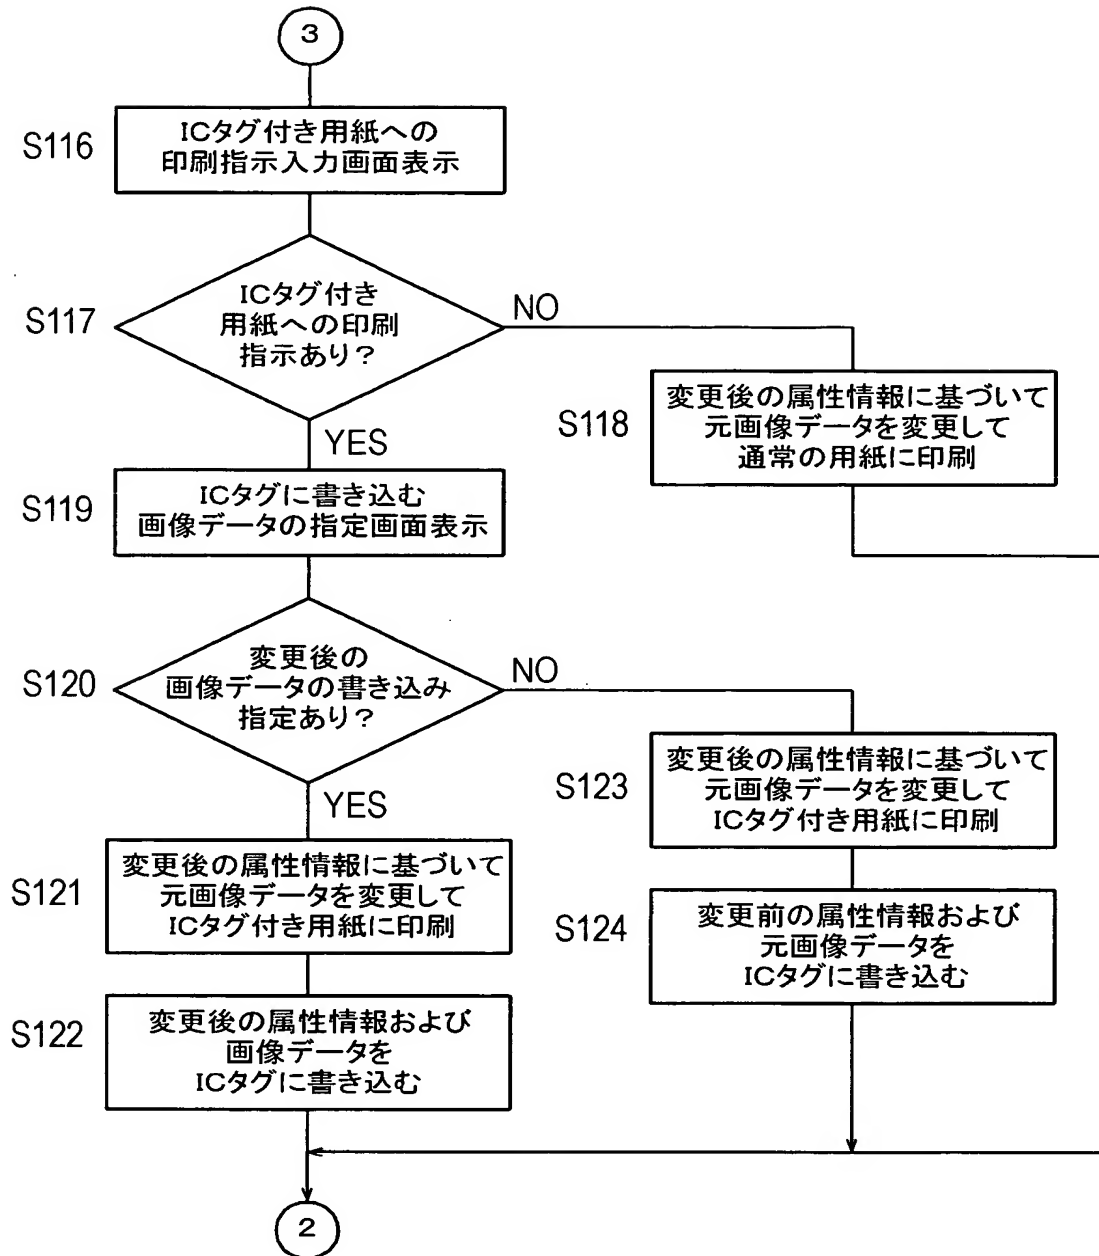 3
S116
ICタグ付き用紙への
印刷指示入力画面表示
S117
ICタグ付き
用紙への印刷
指示あり?
NO
YES
S118
変更後の属性情報に基づいて
元画像データを変更して
通常の用紙に印刷
S119
ICタグに書き込む
画像データの指定画面表示
S120
変更後の
画像データの書き込み
指定あり?
NO
YES
S123
変更後の属性情報に基づいて
元画像データを変更して
ICタグ付き用紙に印刷
S121
変更後の属性情報に基づいて
元画像データを変更して
ICタグ付き用紙に印刷
S124
変更前の属性情報および
元画像データを
ICタグに書き込む
S122
変更後の属性情報および
画像データを
ICタグに書き込む
2